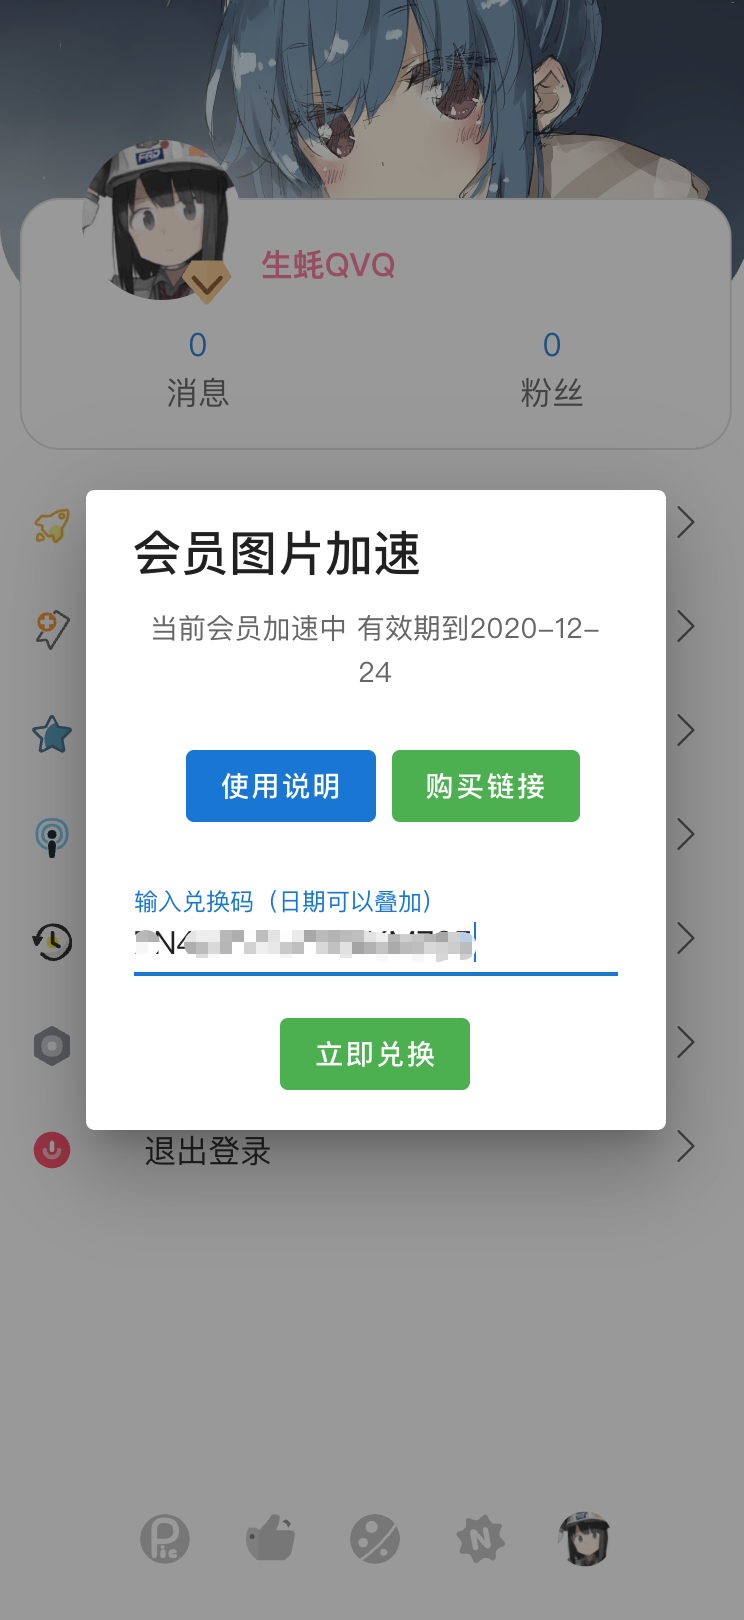 FAD
生蚝QVQ
0
0
消息
粉丝
会员图片加速
当前会员加速中 有效期到2020-12-
24
使用说明
购买链接
输入兑换码（日期可以叠加）
立即兑换
退出登录
Pic
N